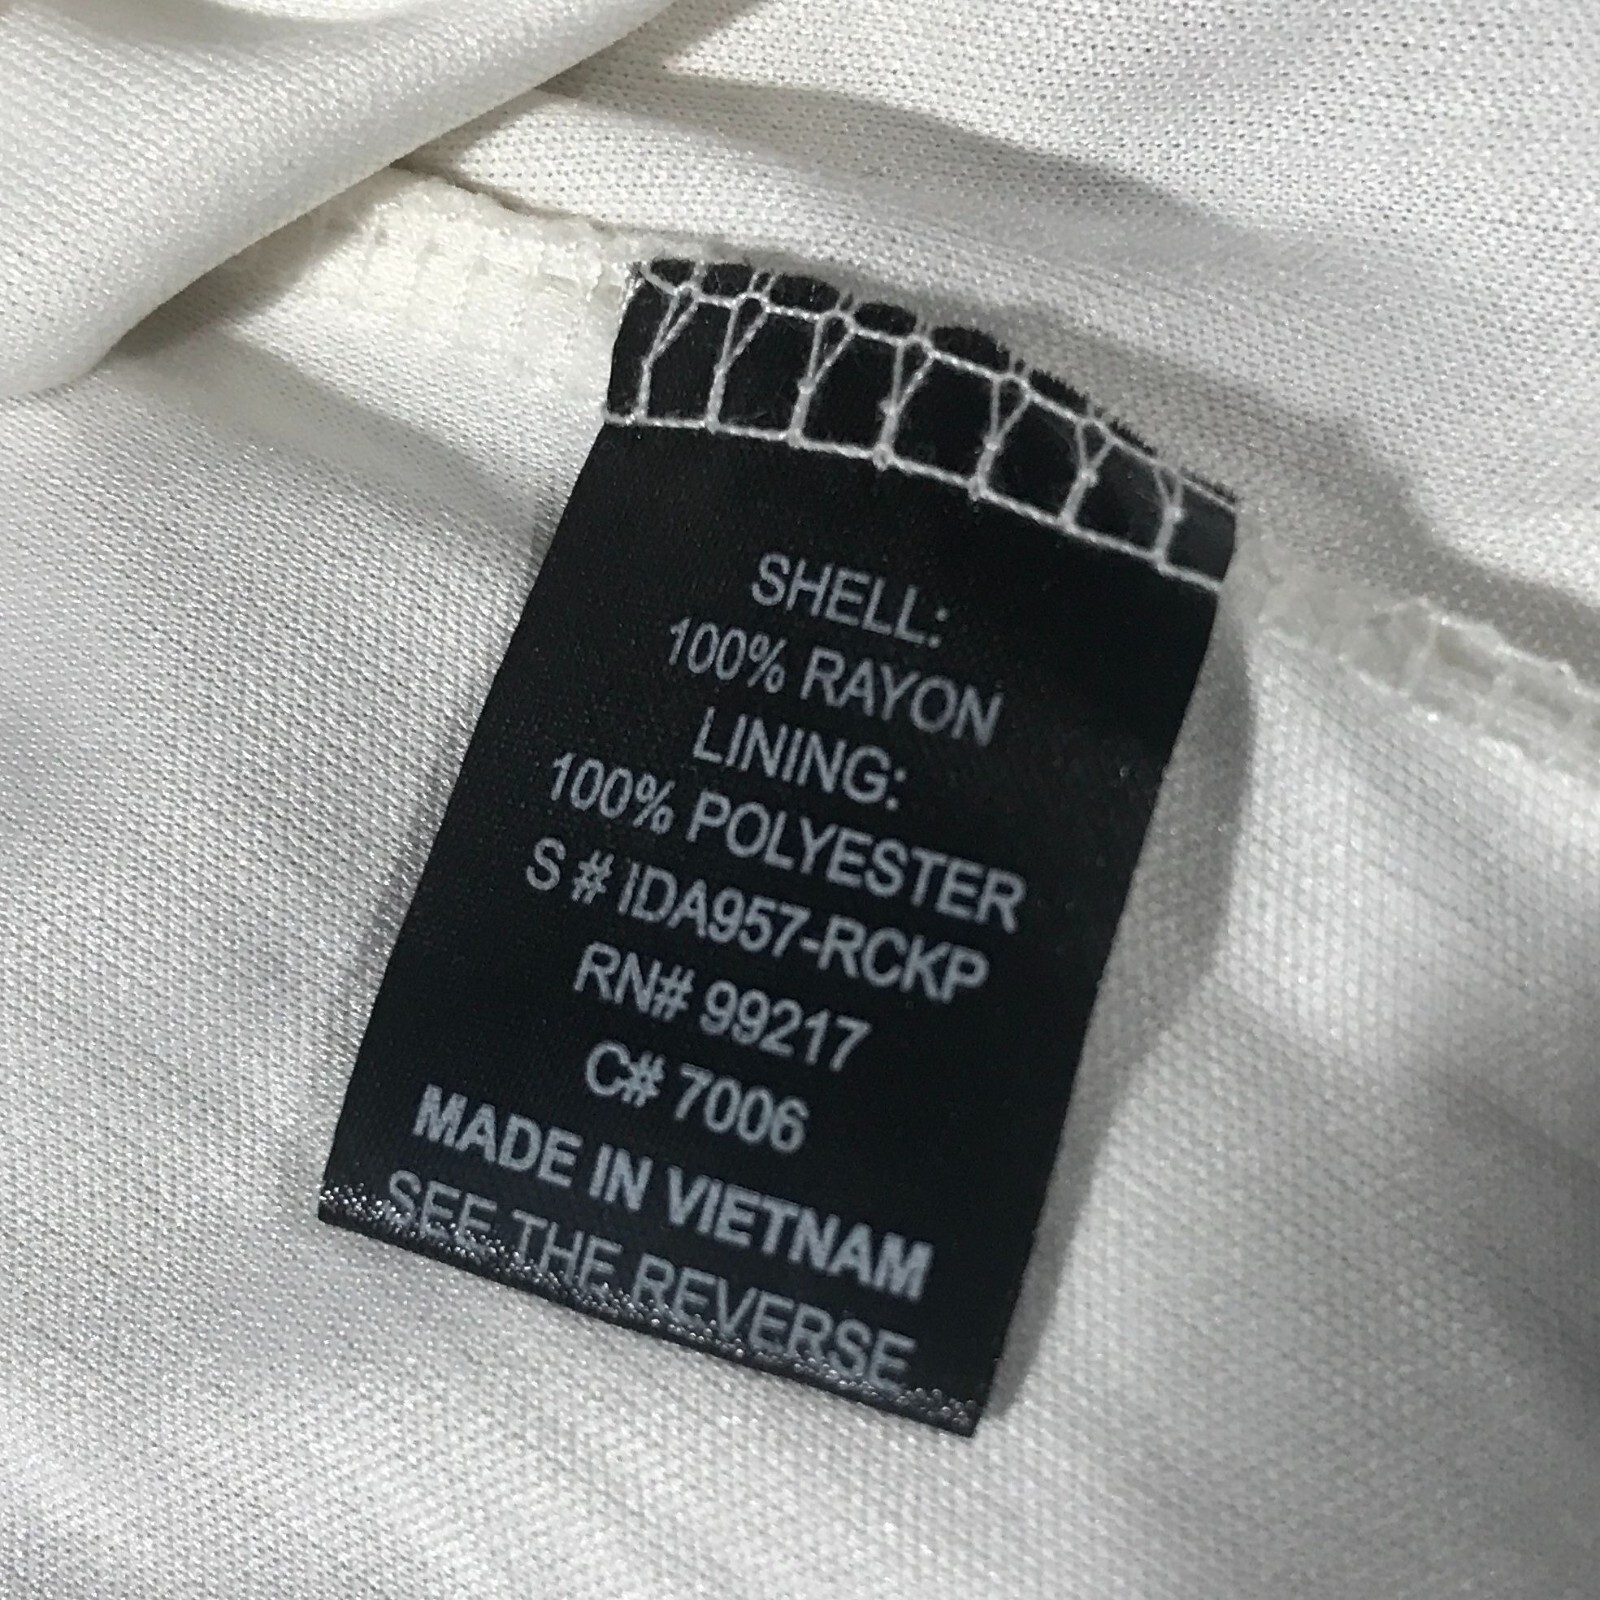 SHELL:
100% RAYON
LINING:
100% POLYESTER
S # IDA957-RCKP
RN# 99217
C# 7006
MADE IN VIETNAM
SEE THE REVERSE